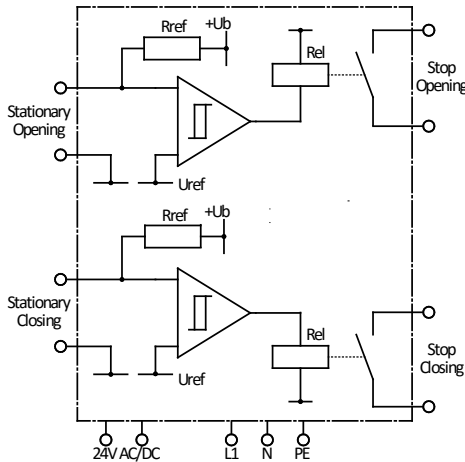 Rref
+Ub
Rel
Stationary
Opening
Stop
Opening
Uref
Rref
+Ub
Stationary
Closing
Rel
Stop
Closing
Uref
24V AC/DC
L1
N
PE